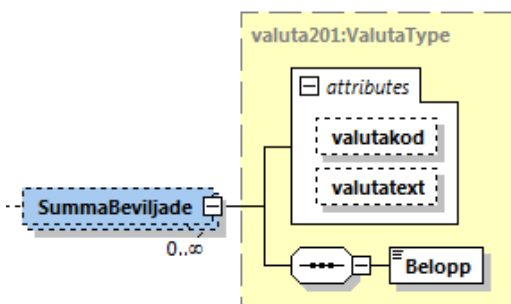 valuta201:ValutaType
attributes
valutakod
valutatext
SummaBeviljade
0..∞
Belopp